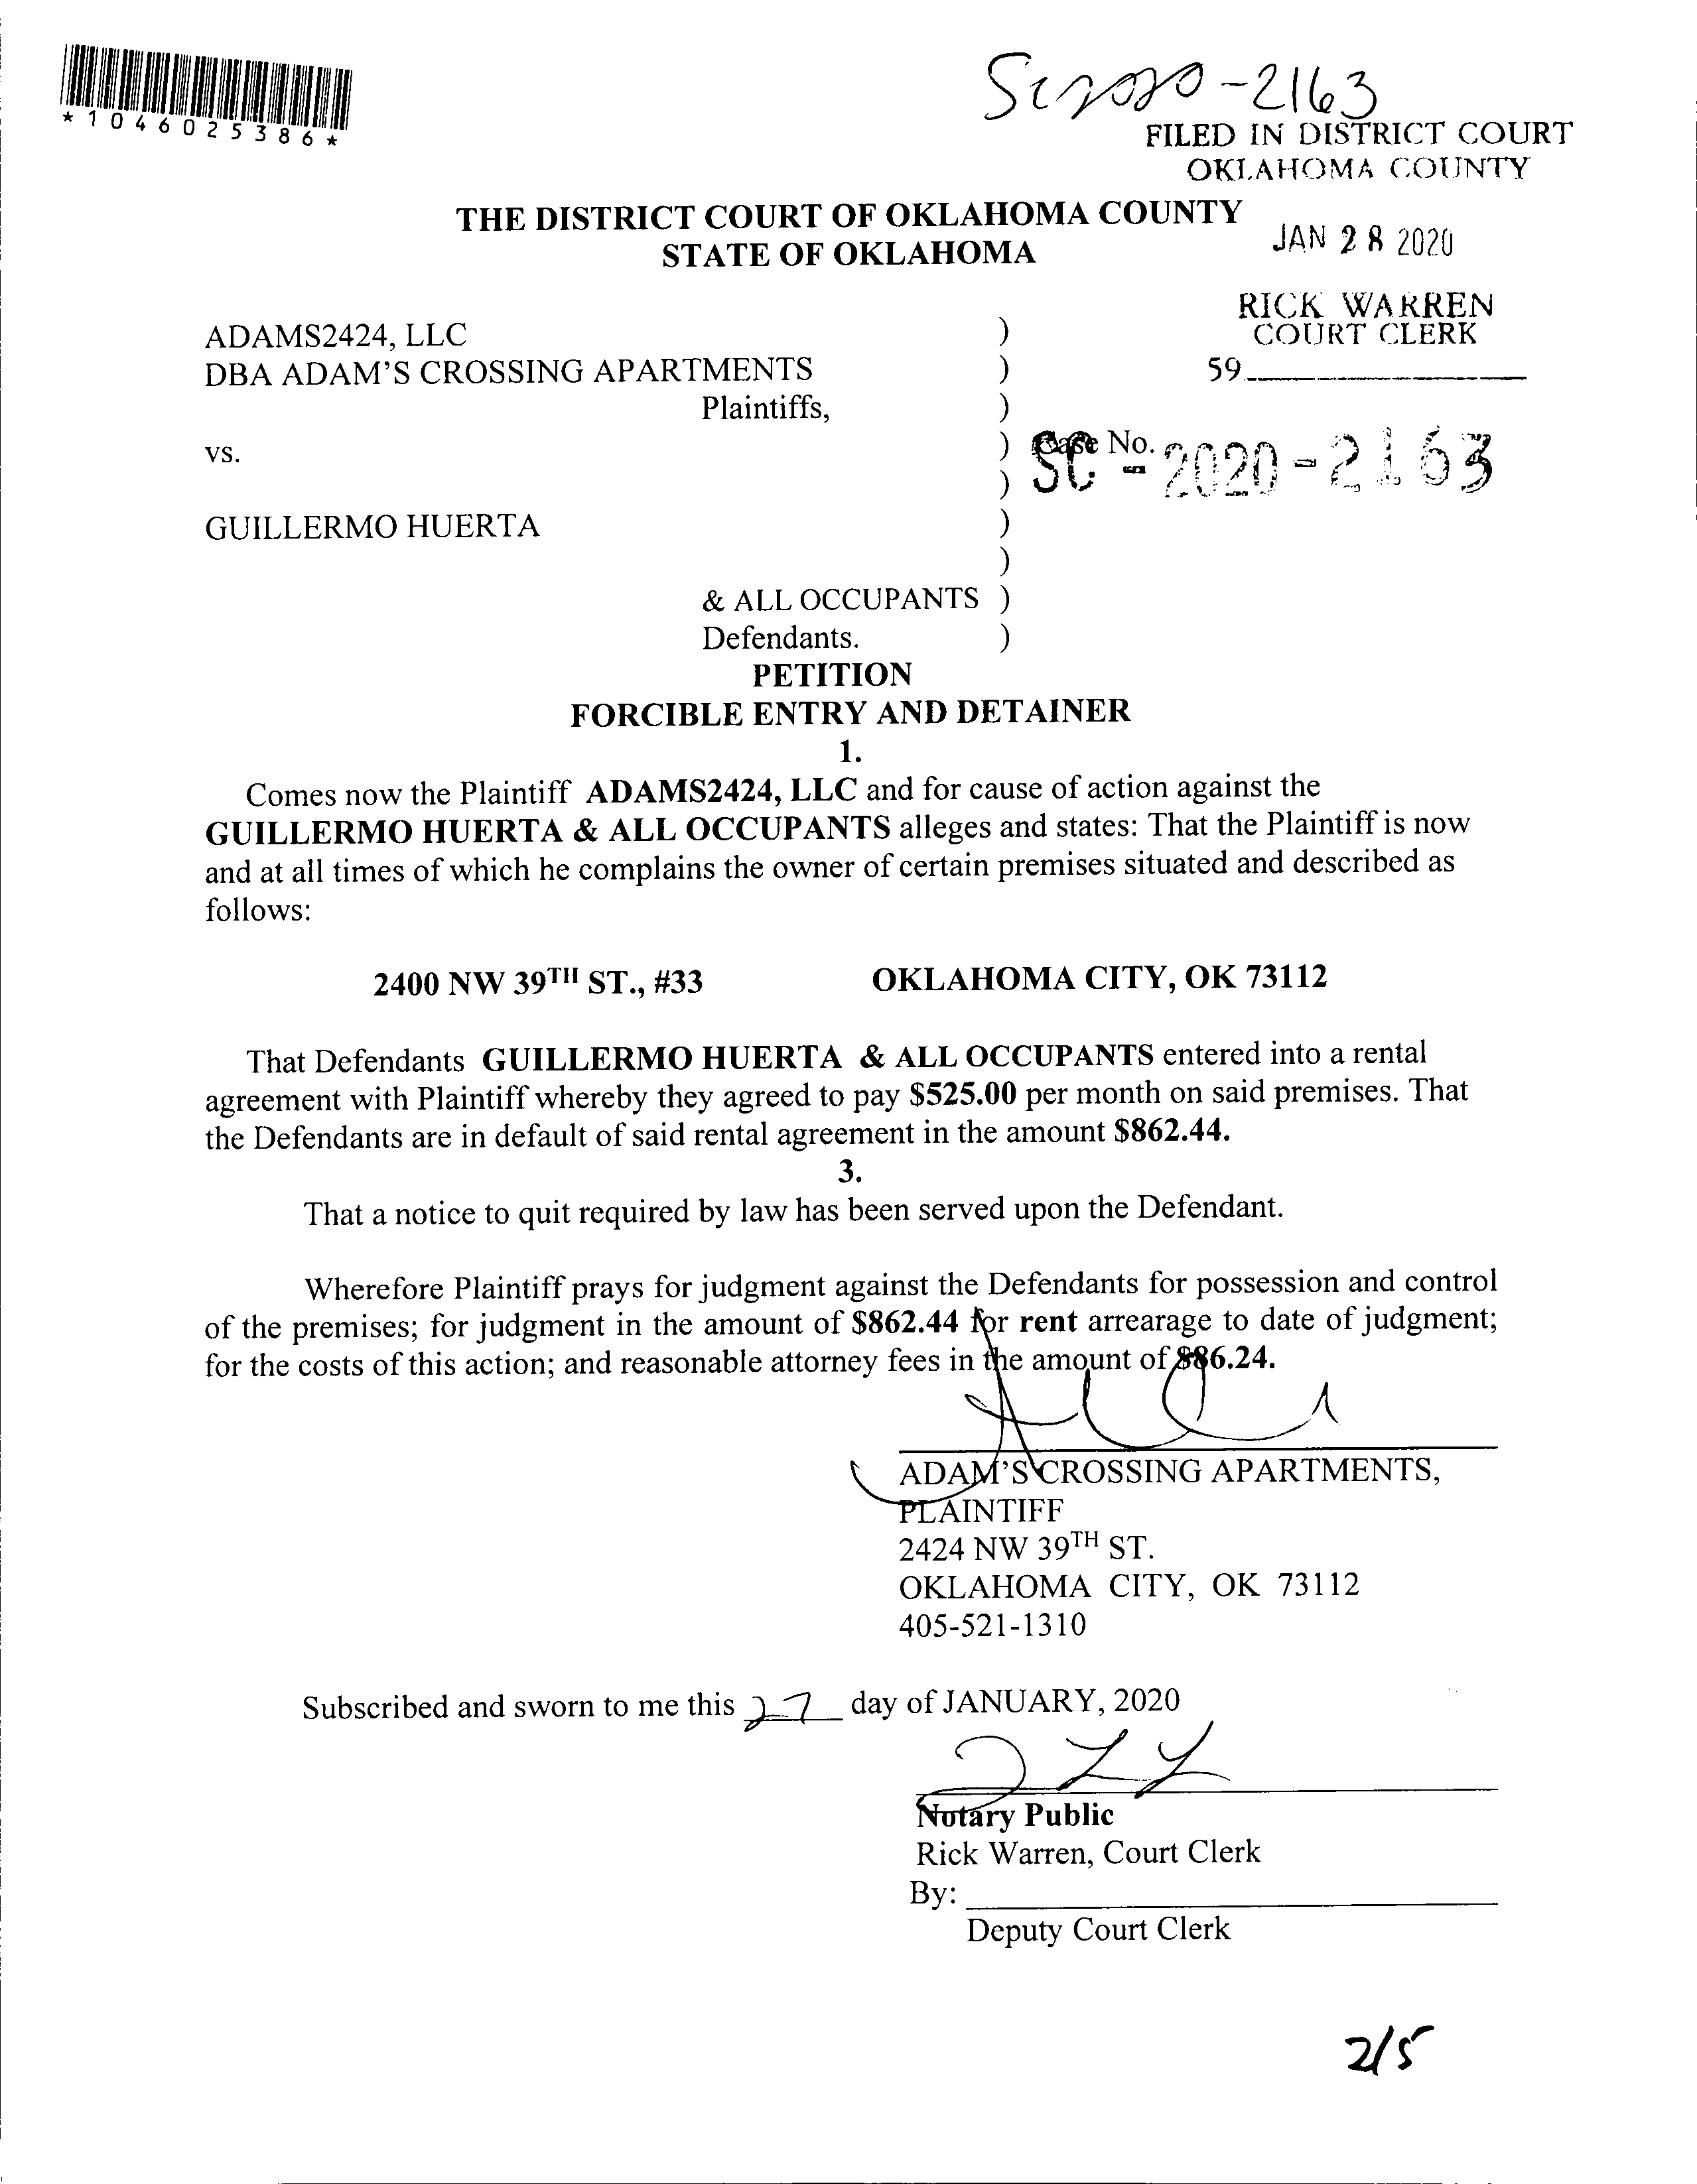 *1046025386*
SC2020-2163
FILED IN DISTRICT COURT
OKLAHOMA COUNTY
THE DISTRICT COURT OF OKLAHOMA COUNTY
STATE OF OKLAHOMA
JAN 28 2020
RICK WARREN
COURT CLERK
59
ADAMS2424, LLC )
DBA ADAM'S CROSSING APARTMENTS )
Plaintiffs, )
vs. ) Case No. SC - 2020 - 2163
)
GUILLERMO HUERTA )
)
& ALL OCCUPANTS )
Defendants. )
PETITION
FORCIBLE ENTRY AND DETAINER
1.
Comes now the Plaintiff ADAMS2424, LLC and for cause of action against the
GUILLERMO HUERTA & ALL OCCUPANTS alleges and states: That the Plaintiff is now
and at all times of which he complains the owner of certain premises situated and described as
follows:
2400 NW 39TH ST., #33 OKLAHOMA CITY, OK 73112
That Defendants GUILLERMO HUERTA & ALL OCCUPANTS entered into a rental
agreement with Plaintiff whereby they agreed to pay $525.00 per month on said premises. That
the Defendants are in default of said rental agreement in the amount $862.44.
3.
That a notice to quit required by law has been served upon the Defendant.
Wherefore Plaintiff prays for judgment against the Defendants for possession and control
of the premises; for judgment in the amount of $862.44 for rent arrearage to date of judgment;
for the costs of this action; and reasonable attorney fees in the amount of $86.24.
ADAM'S CROSSING APARTMENTS,
PLAINTIFF
2424 NW 39TH ST.
OKLAHOMA CITY, OK 73112
405-521-1310
Subscribed and sworn to me this 27 day of JANUARY, 2020
Notary Public
Rick Warren, Court Clerk
By:
Deputy Court Clerk
2/5